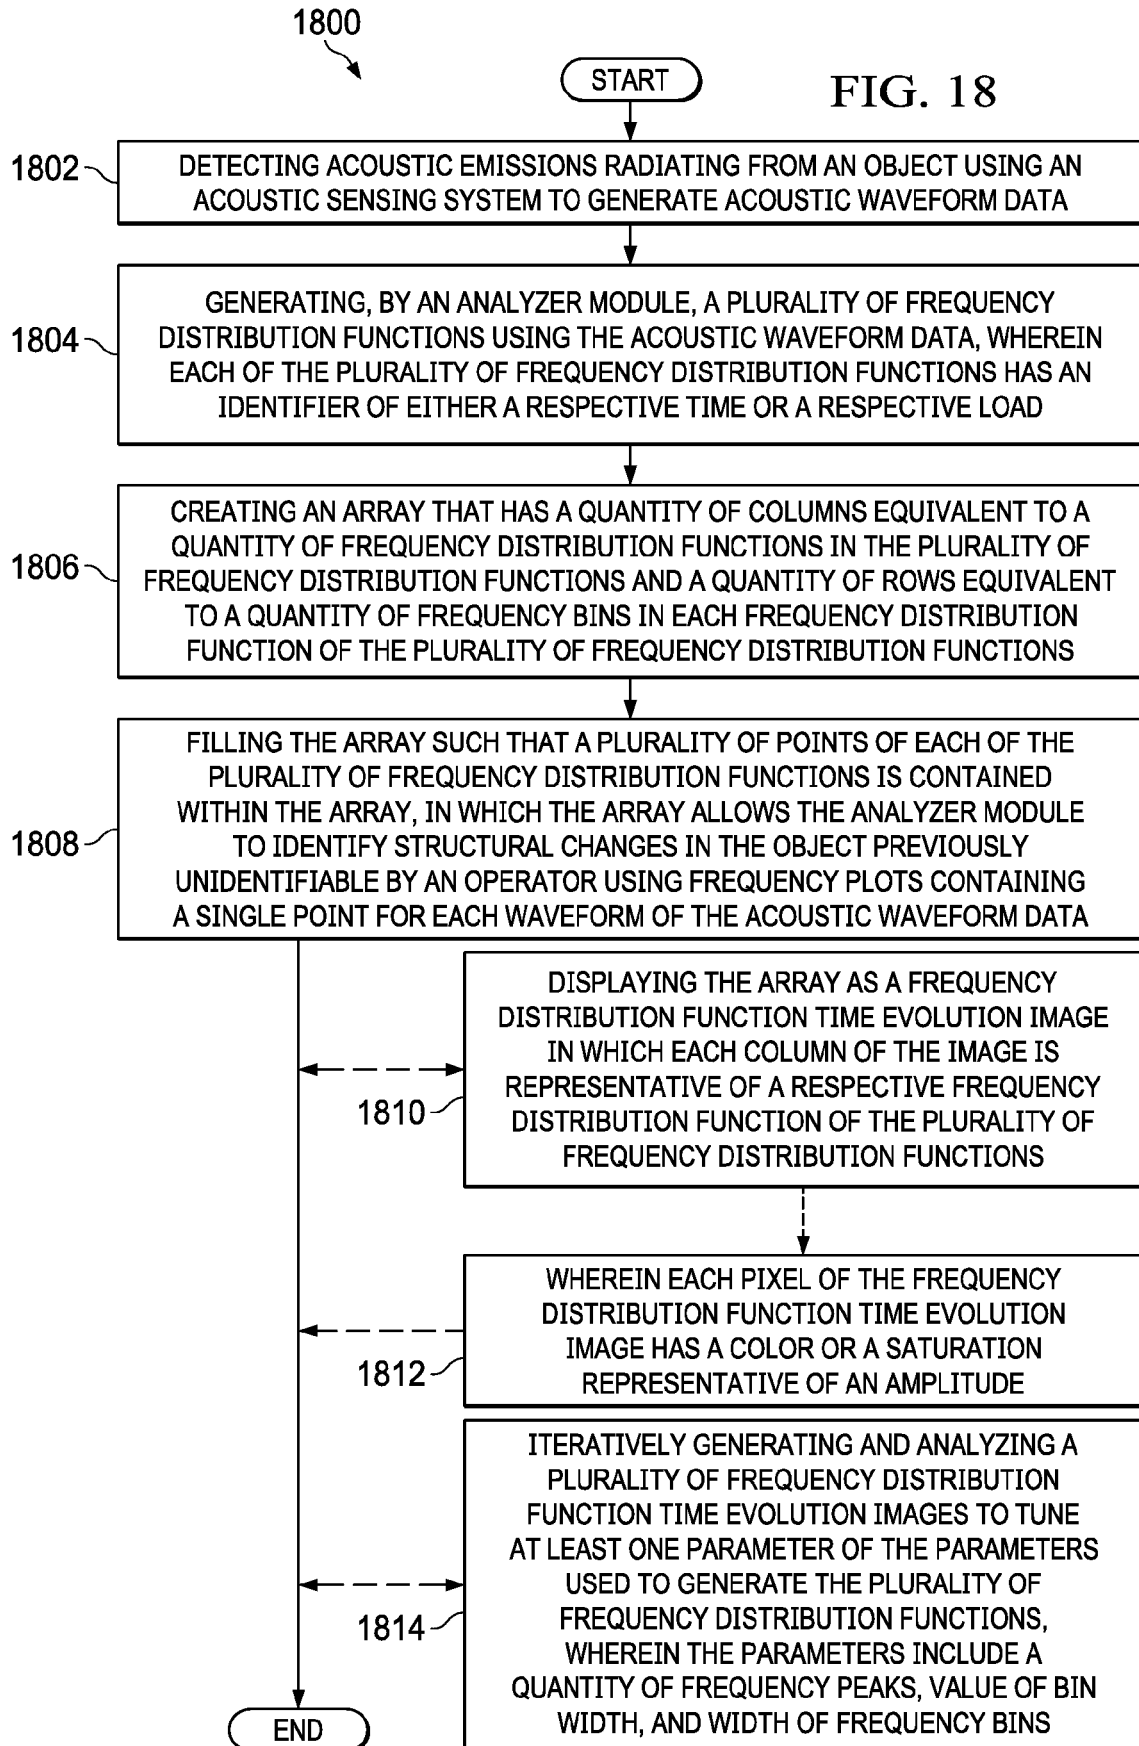 1800
START
FIG. 18
1802
DETECTING ACOUSTIC EMISSIONS RADIATING FROM AN OBJECT USING AN
ACOUSTIC SENSING SYSTEM TO GENERATE ACOUSTIC WAVEFORM DATA
1804
GENERATING, BY AN ANALYZER MODULE, A PLURALITY OF FREQUENCY
DISTRIBUTION FUNCTIONS USING THE ACOUSTIC WAVEFORM DATA, WHEREIN
EACH OF THE PLURALITY OF FREQUENCY DISTRIBUTION FUNCTIONS HAS AN
IDENTIFIER OF EITHER A RESPECTIVE TIME OR A RESPECTIVE LOAD
1806
CREATING AN ARRAY THAT HAS A QUANTITY OF COLUMNS EQUIVALENT TO A
QUANTITY OF FREQUENCY DISTRIBUTION FUNCTIONS IN THE PLURALITY OF
FREQUENCY DISTRIBUTION FUNCTIONS AND A QUANTITY OF ROWS EQUIVALENT
TO A QUANTITY OF FREQUENCY BINS IN EACH FREQUENCY DISTRIBUTION
FUNCTION OF THE PLURALITY OF FREQUENCY DISTRIBUTION FUNCTIONS
1808
FILLING THE ARRAY SUCH THAT A PLURALITY OF POINTS OF EACH OF THE
PLURALITY OF FREQUENCY DISTRIBUTION FUNCTIONS IS CONTAINED
WITHIN THE ARRAY, IN WHICH THE ARRAY ALLOWS THE ANALYZER MODULE
TO IDENTIFY STRUCTURAL CHANGES IN THE OBJECT PREVIOUSLY
UNIDENTIFIABLE BY AN OPERATOR USING FREQUENCY PLOTS CONTAINING
A SINGLE POINT FOR EACH WAVEFORM OF THE ACOUSTIC WAVEFORM DATA
1810
DISPLAYING THE ARRAY AS A FREQUENCY
DISTRIBUTION FUNCTION TIME EVOLUTION IMAGE
IN WHICH EACH COLUMN OF THE IMAGE IS
REPRESENTATIVE OF A RESPECTIVE FREQUENCY
DISTRIBUTION FUNCTION OF THE PLURALITY OF
FREQUENCY DISTRIBUTION FUNCTIONS
1812
WHEREIN EACH PIXEL OF THE FREQUENCY
DISTRIBUTION FUNCTION TIME EVOLUTION
IMAGE HAS A COLOR OR A SATURATION
REPRESENTATIVE OF AN AMPLITUDE
1814
ITERATIVELY GENERATING AND ANALYZING A
PLURALITY OF FREQUENCY DISTRIBUTION
FUNCTION TIME EVOLUTION IMAGES TO TUNE
AT LEAST ONE PARAMETER OF THE PARAMETERS
USED TO GENERATE THE PLURALITY OF
FREQUENCY DISTRIBUTION FUNCTIONS,
WHEREIN THE PARAMETERS INCLUDE A
QUANTITY OF FREQUENCY PEAKS, VALUE OF BIN
WIDTH, AND WIDTH OF FREQUENCY BINS
END